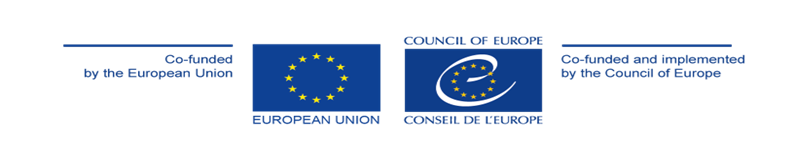 Co-funded
by the European Union
EUROPEAN UNION
COUNCIL OF EUROPE
CONSEIL DE L'EUROPE
Co-funded and implemented
by the Council of Europe